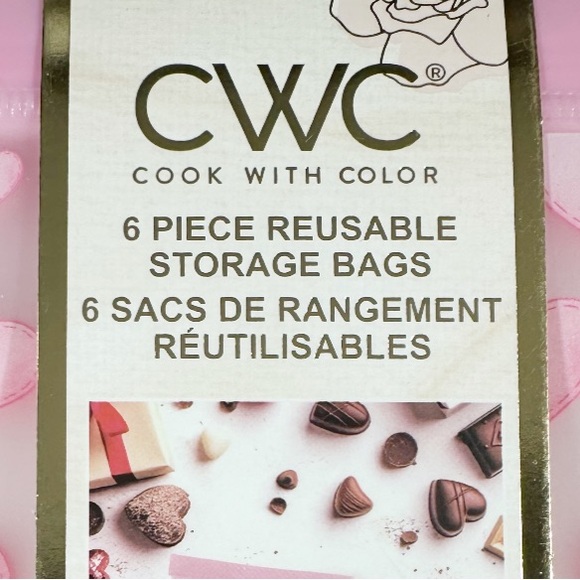 CWC®
COOK WITH COLOR
6 PIECE REUSABLE
STORAGE BAGS
6 SACS DE RANGEMENT
RÉUTILISABLES